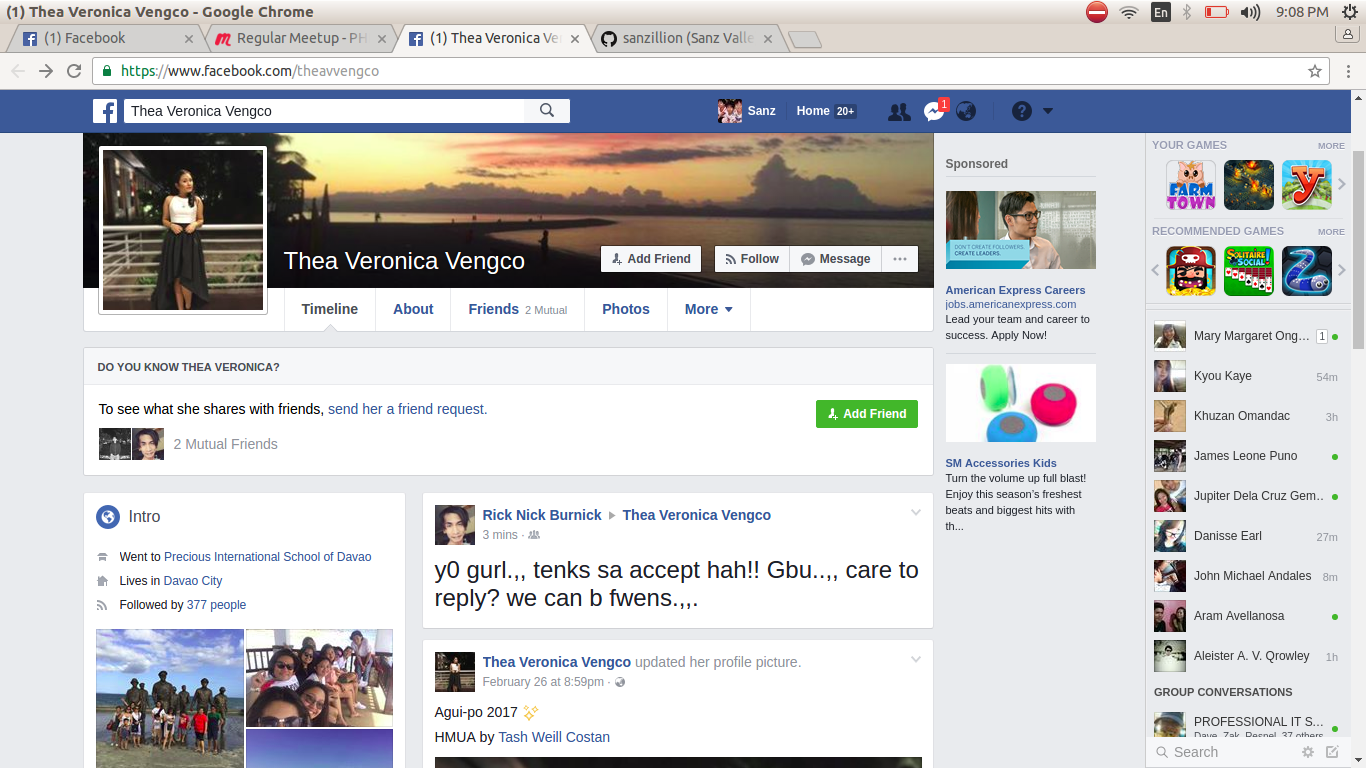 (1) Thea Veronica Vengco - Google Chrome
En
9:08 PM
(1) Facebook
Regular Meetup - PH
(1) Thea Veronica Ve
sanzillion (Sanz Valle
https://www.facebook.com/theavvengco
Thea Veronica Vengco
Sanz
Home 20+
1
Thea Veronica Vengco
Add Friend
Follow
Message
Timeline
About
Friends 2 Mutual
Photos
More
DO YOU KNOW THEA VERONICA?
To see what she shares with friends, send her a friend request.
Add Friend
2 Mutual Friends
Intro
Went to Precious International School of Davao
Lives in Davao City
Followed by 377 people
Rick Nick Burnick Thea Veronica Vengco
3 mins ·
y0 gurl.,, tenks sa accept hah!! Gbu..,, care to
reply? we can b fwens.,,.
Thea Veronica Vengco updated her profile picture.
February 26 at 8:59pm ·
Agui-po 2017 ✨
HMUA by Tash Weill Costan
Sponsored
DON'T CREATE FOLLOWERS.
CREATE LEADERS.
American Express Careers
jobs.americanexpress.com
Lead your team and career to
success. Apply Now!
SM Accessories Kids
Turn the volume up full blast!
Enjoy this season's freshest
beats and biggest hits with
th...
YOUR GAMES
MORE
FARM
TOWN
y
RECOMMENDED GAMES
MORE
SOLITAIRE
SOCIAL!
Mary Margaret Ong... 1
Kyou Kaye 54m
Khuzan Omandac 3h
James Leone Puno
Jupiter Dela Cruz Gem...
Danisse Earl 27m
John Michael Andales 8m
Aram Avellanosa
Aleister A. V. Qrowley 1h
GROUP CONVERSATIONS
PROFESSIONAL IT S...
Dave, Zak, Respel, 37 others
Search